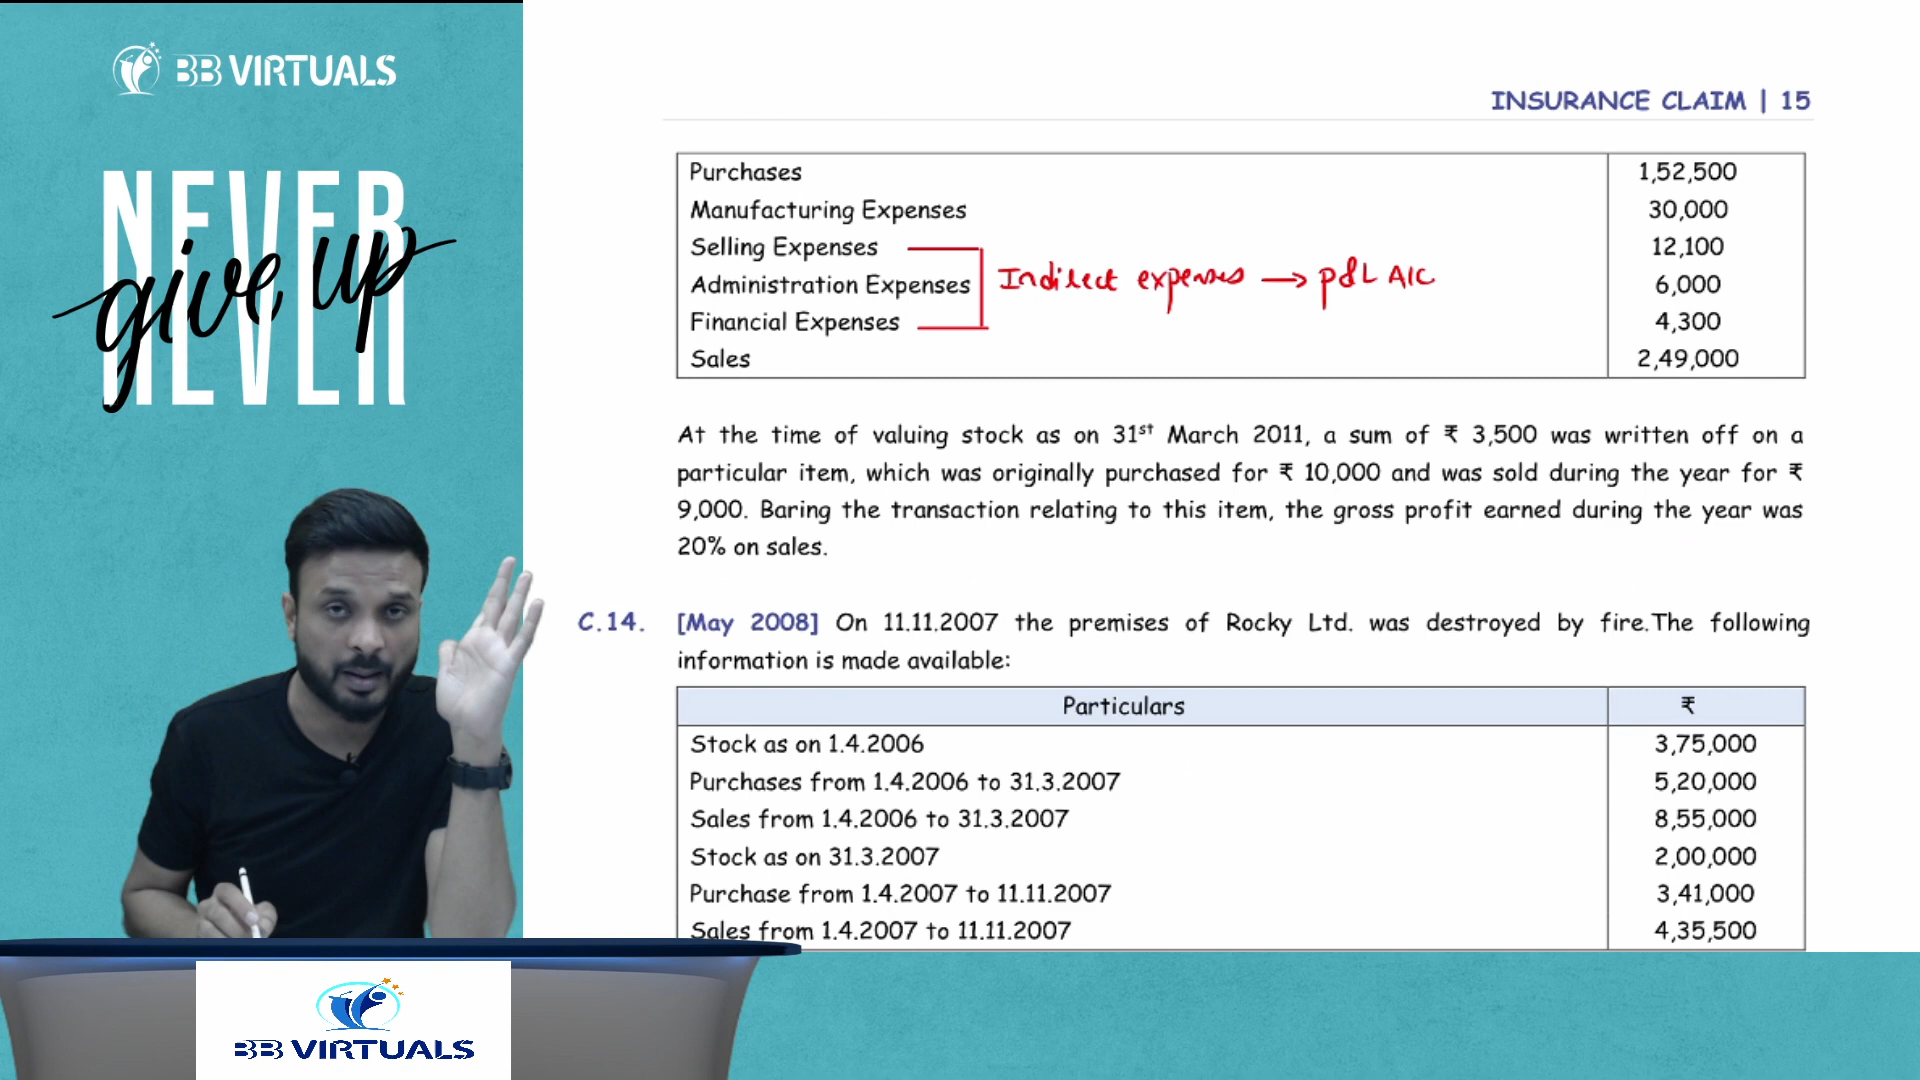 BB VIRTUALS
NEVER
give up
NEVER
INSURANCE CLAIM | 15
Purchases 1,52,500
Manufacturing Expenses 30,000
Selling Expenses 12,100
Administration Expenses 6,000
Indirect expenses → P&L A/C
Financial Expenses 4,300
Sales 2,49,000
At the time of valuing stock as on 31st March 2011, a sum of ₹ 3,500 was written off on a
particular item, which was originally purchased for ₹ 10,000 and was sold during the year for ₹
9,000. Baring the transaction relating to this item, the gross profit earned during the year was
20% on sales.
C.14. [May 2008] On 11.11.2007 the premises of Rocky Ltd. was destroyed by fire.The following
information is made available:
Particulars ₹
Stock as on 1.4.2006 3,75,000
Purchases from 1.4.2006 to 31.3.2007 5,20,000
Sales from 1.4.2006 to 31.3.2007 8,55,000
Stock as on 31.3.2007 2,00,000
Purchase from 1.4.2007 to 11.11.2007 3,41,000
Sales from 1.4.2007 to 11.11.2007 4,35,500
BB VIRTUALS